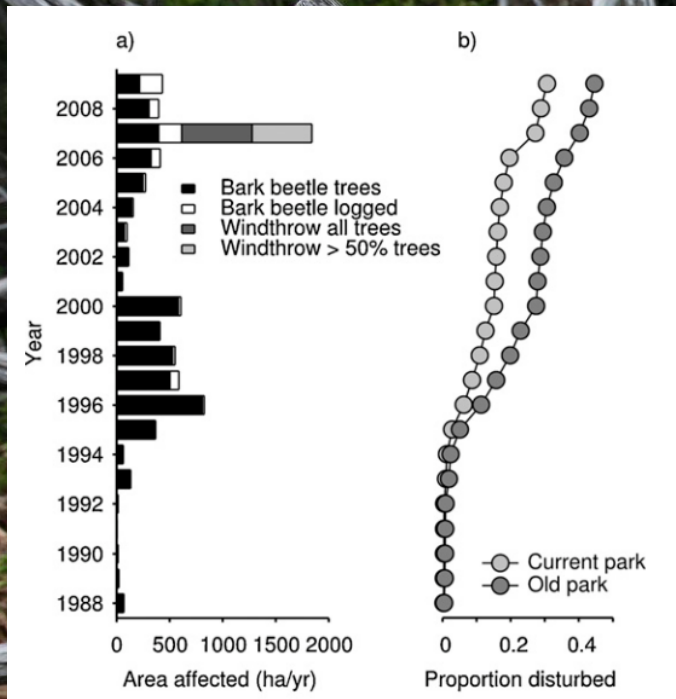 a)
Year
2008
2006
2004
2002
2000
1998
1996
1994
1992
1990
1988
Bark beetle trees
Bark beetle logged
Windthrow all trees
Windthrow > 50% trees
0 500 1000 1500 2000
Area affected (ha/yr)
b)
Current park
Old park
0 0.2 0.4
Proportion disturbed